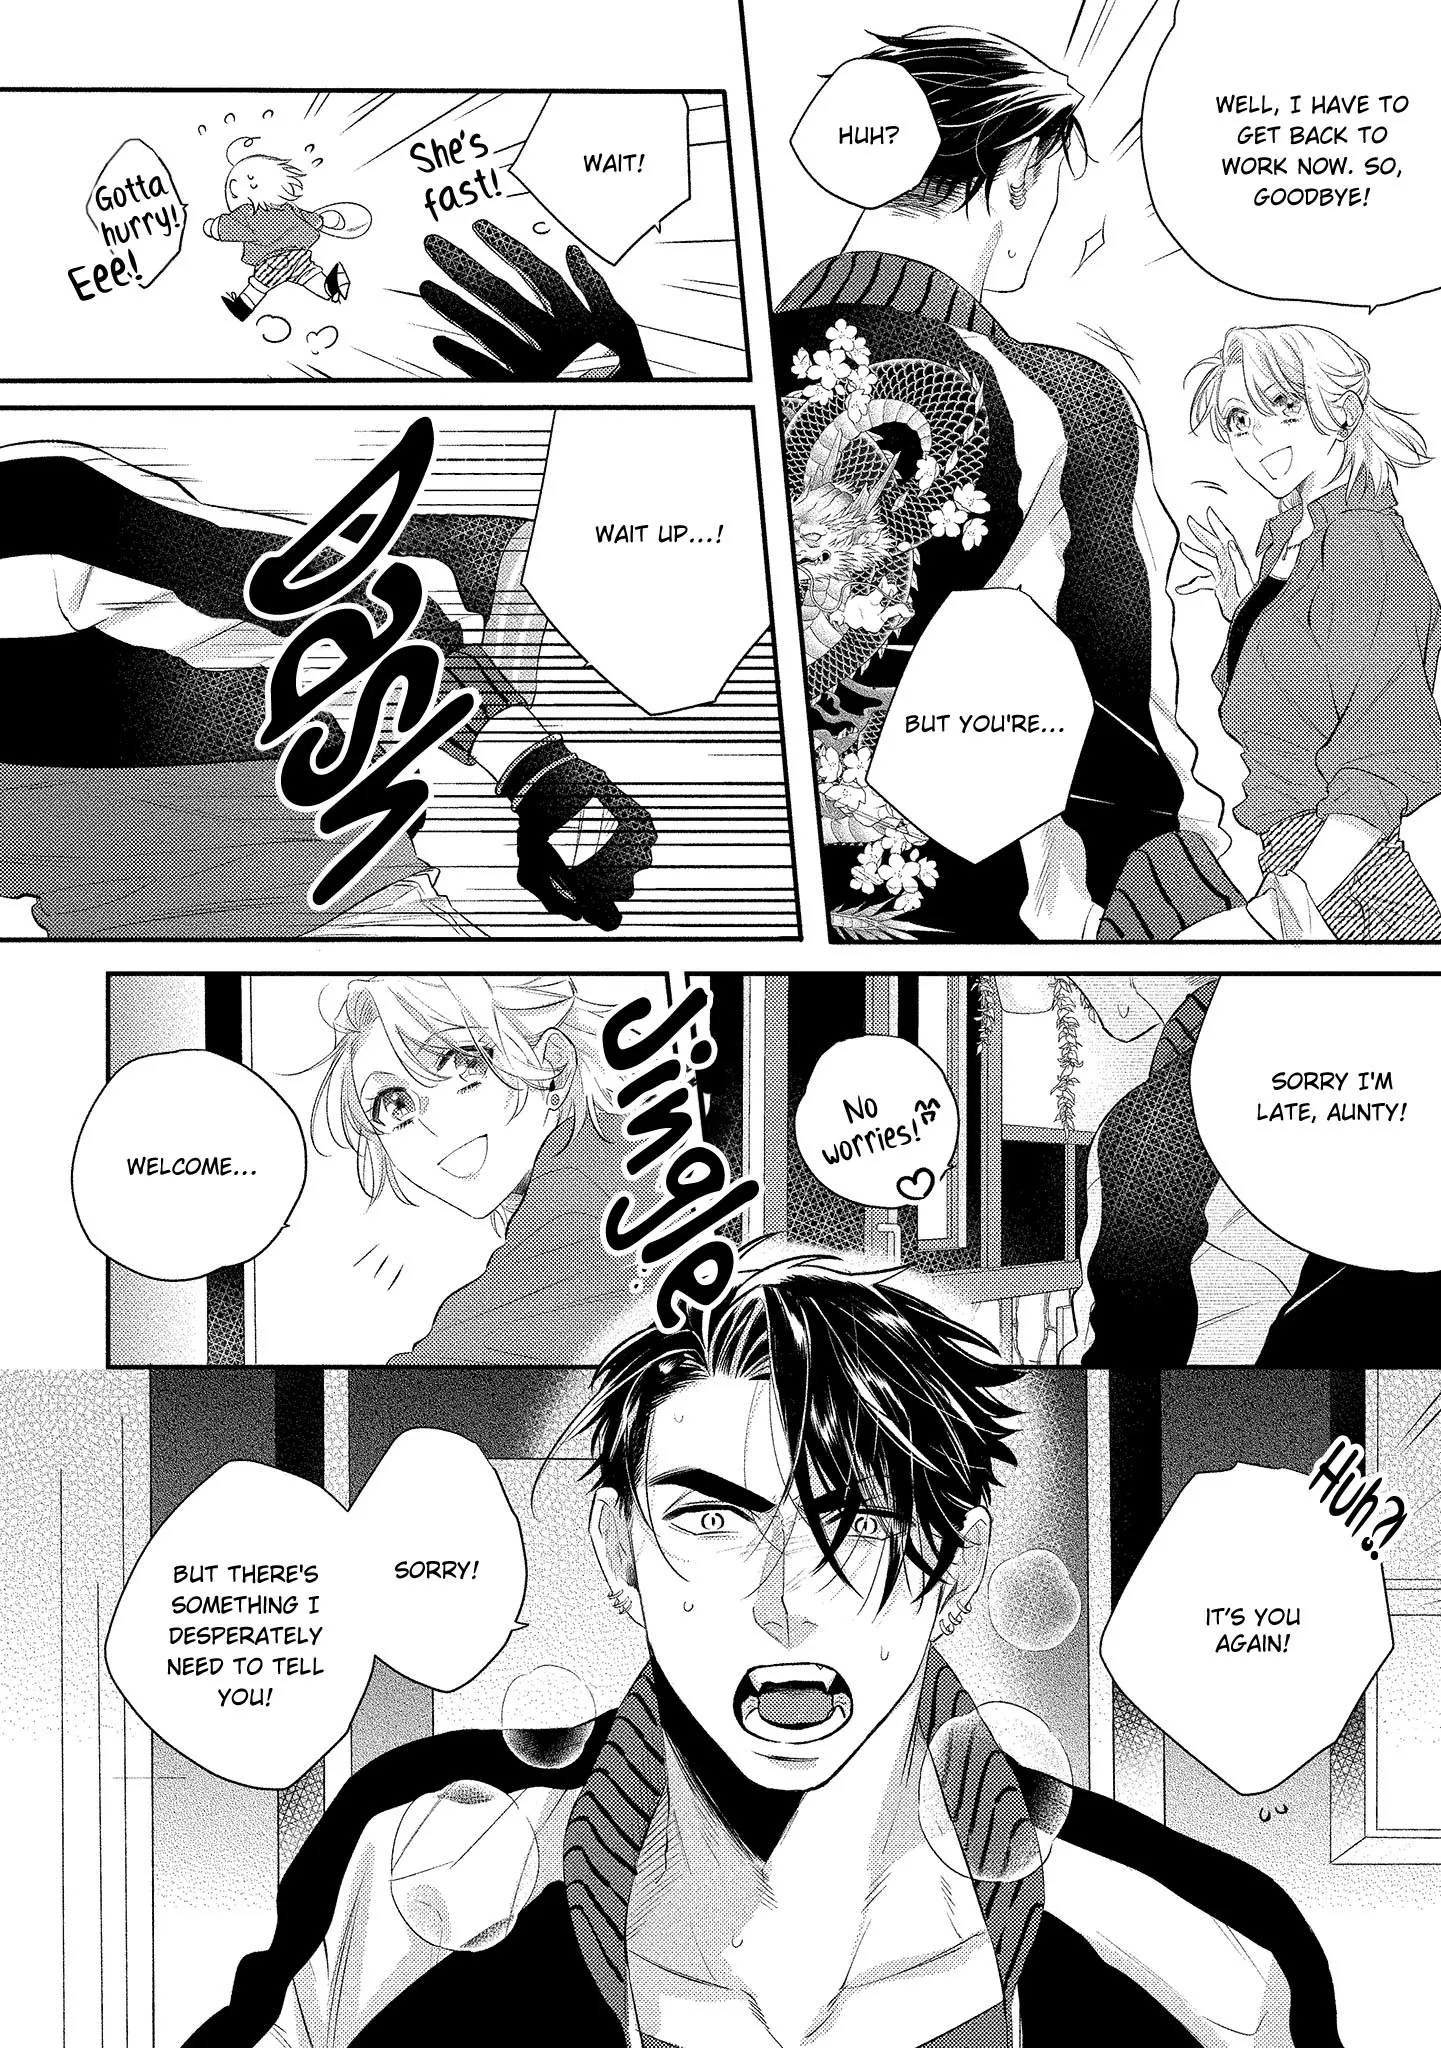 WELL, I HAVE TO
GET BACK TO
WORK NOW. SO,
GOODBYE!
HUH?
BUT YOU'RE...
WAIT!
She's
fast!
Gotta
hurry!
Eee!
WAIT UP...!
Dash
SORRY I'M
LATE, AUNTY!
No
worries!
Jingle
WELCOME...
Huh?!
IT'S YOU
AGAIN!
SORRY!
BUT THERE'S
SOMETHING I
DESPERATELY
NEED TO TELL
YOU!